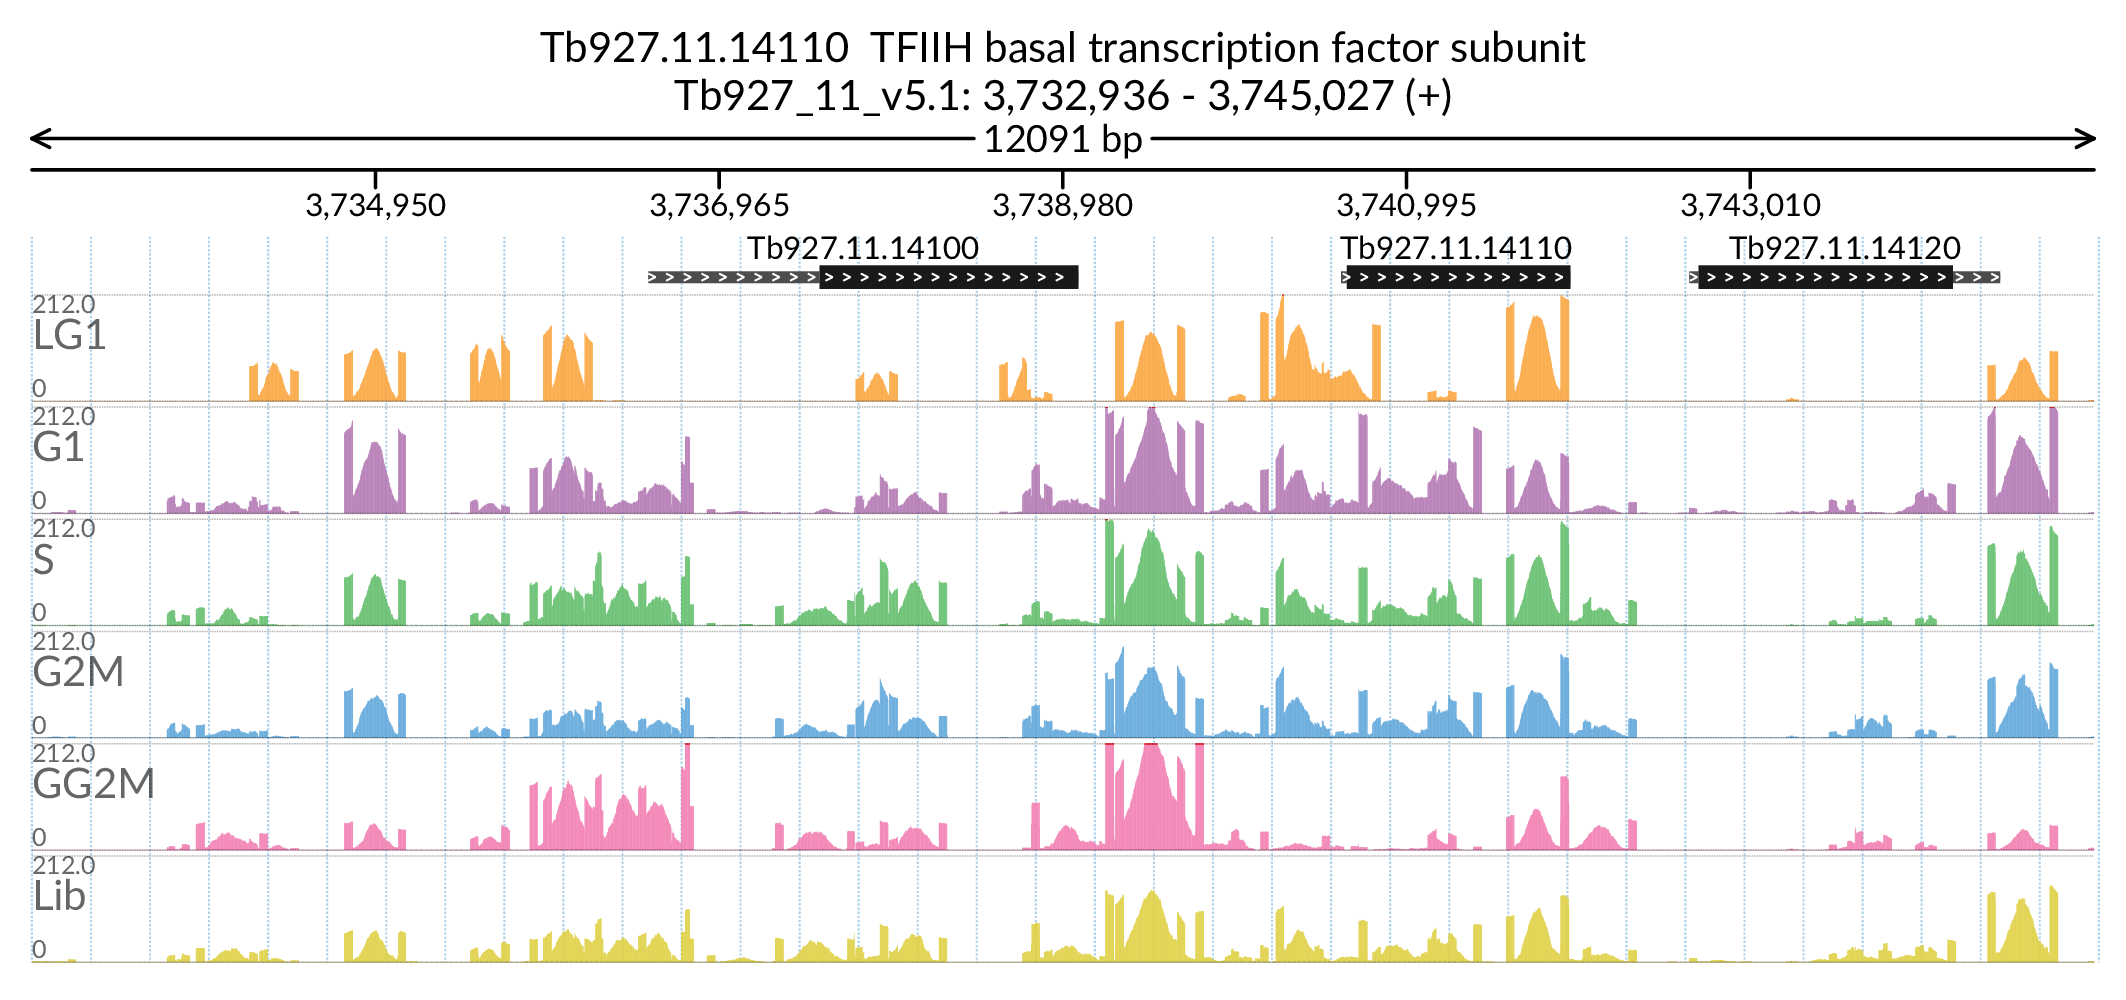 Tb927.11.14110  TFIIH basal transcription factor subunit
Tb927_11_v5.1: 3,732,936 - 3,745,027 (+)
12091 bp
3,734,950 3,736,965 3,738,980 3,740,995 3,743,010
Tb927.11.14100 Tb927.11.14110 Tb927.11.14120
212.0
LG1
0
212.0
G1
0
212.0
S
0
212.0
G2M
0
212.0
GG2M
0
212.0
Lib
0